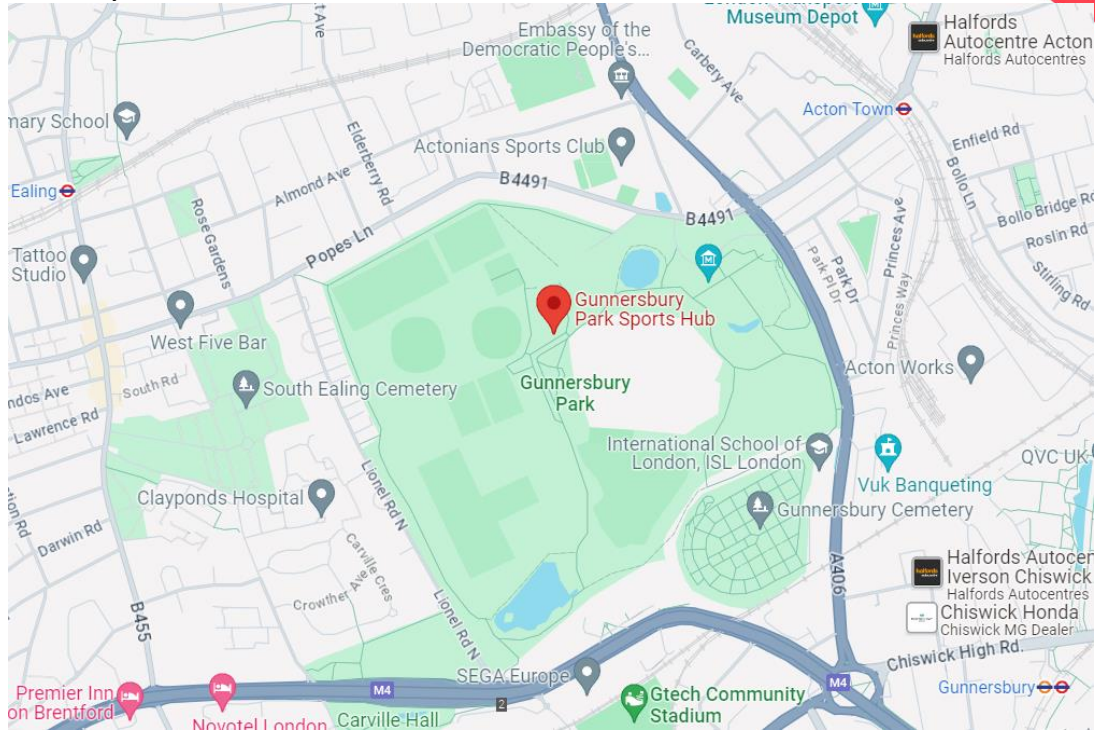 Museum Depot
Halfords
Autocentre Acton
Halfords Autocentres
Embassy of the
Democratic People's...
Carbery Ave
Acton Town
mary School
Elderberry Rd
Actonians Sports Club
Enfield Rd
Bollo Ln
B4491
Ealing
Almond Ave
Rose Gardens
Bollo Bridge Rd
B4491
Princes Ave
Roslin Rd
Popes Ln
Tattoo
Studio
Park Dr
Park Pl Dr
Princes Way
Stirling Rd
Gunnersbury
Park Sports Hub
West Five Bar
Acton Works
South Rd
South Ealing Cemetery
Gunnersbury
Park
ndos Ave
Lawrence Rd
International School of
London, ISL London
QVC UK
Vuk Banqueting
Clayponds Hospital
Lionel Rd N
Gunnersbury Cemetery
Darwin Rd
Carville Cres
Crowther Ave
A406
Halfords Autocen
Iverson Chiswick
Halfords Autocentres
B455
Lionel Rd N
Chiswick Honda
Chiswick MG Dealer
Chiswick High Rd.
SEGA Europe
M4
M4
Gunnersbury
Premier Inn
on Brentford
2
Gtech Community
Stadium
Novotel London
Carville Hall